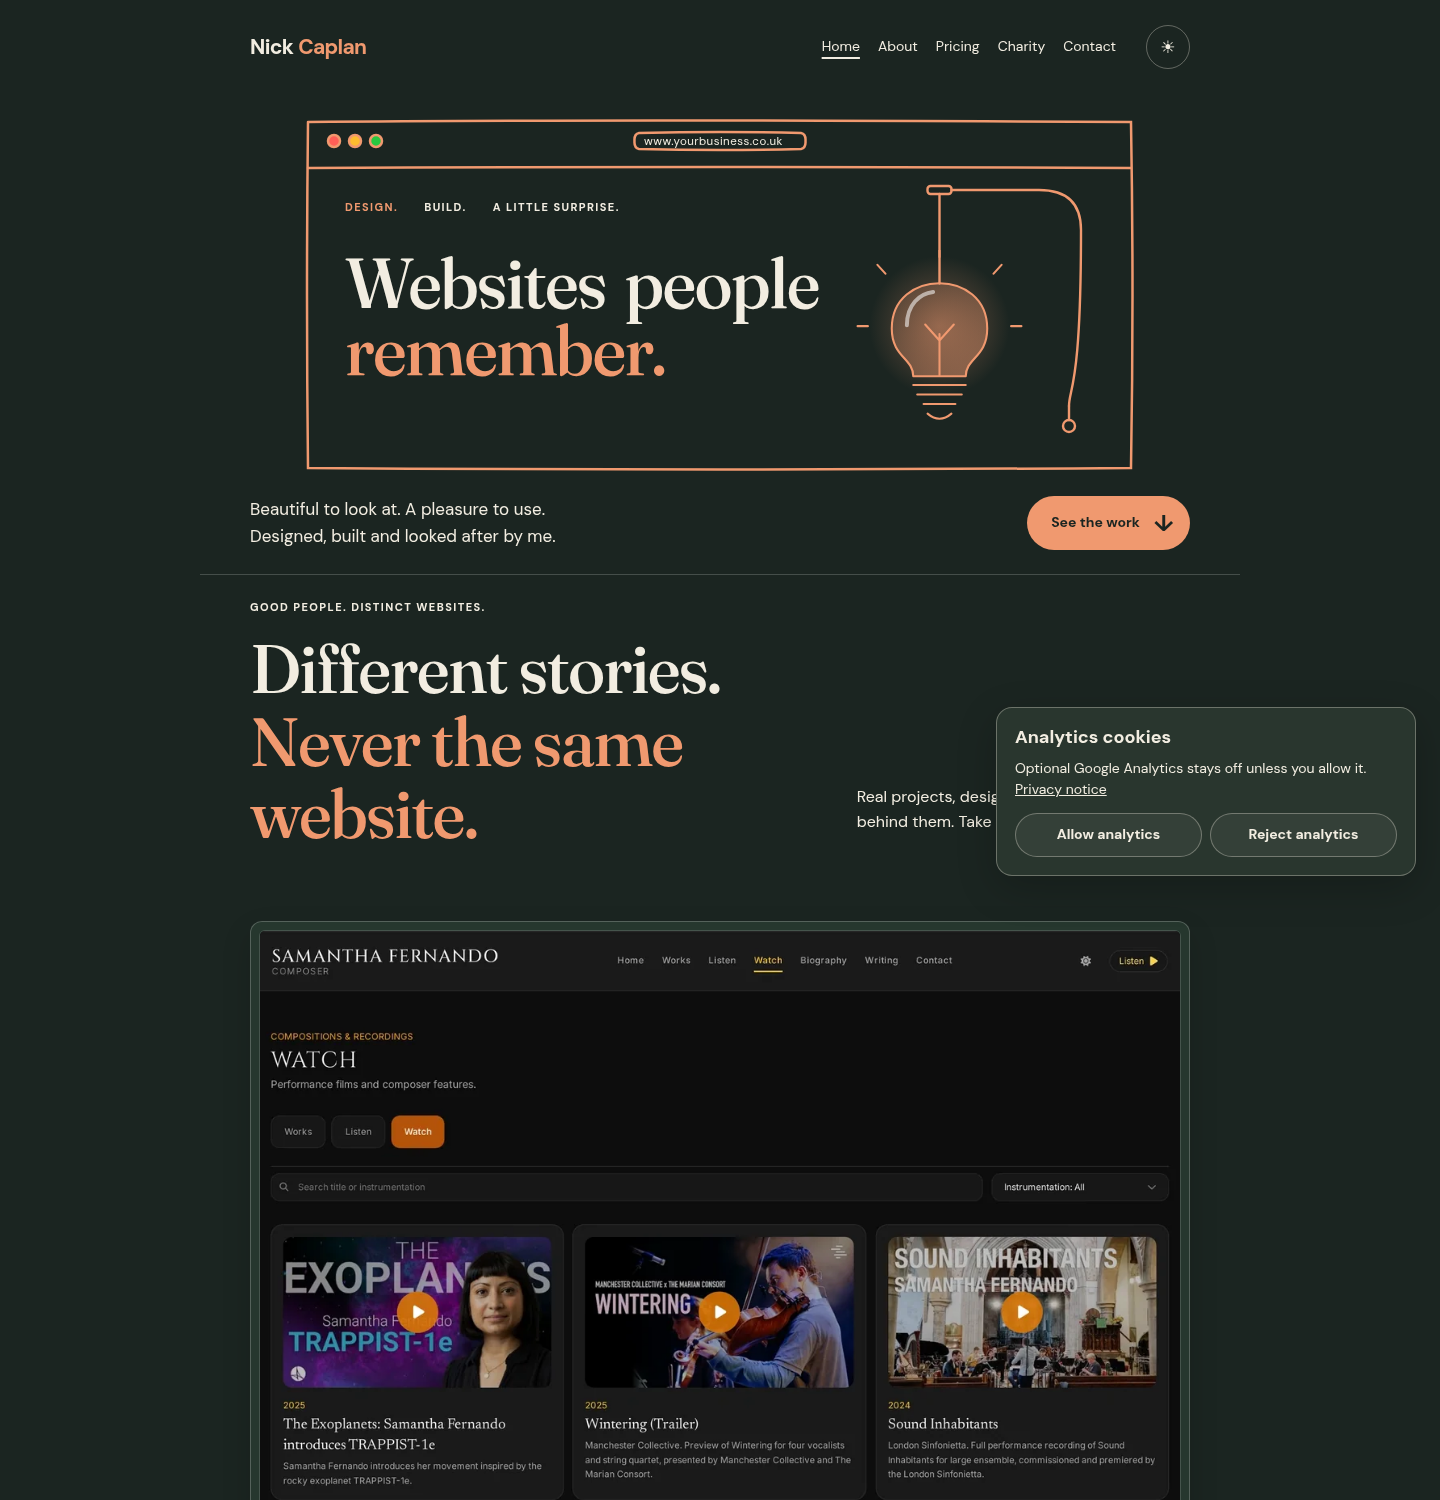 Nick Caplan
Home About Pricing Charity Contact
www.yourbusiness.co.uk
DESIGN. BUILD. A LITTLE SURPRISE.
Websites people
remember.
Beautiful to look at. A pleasure to use.
Designed, built and looked after by me.
See the work
GOOD PEOPLE. DISTINCT WEBSITES.
Different stories.
Never the same
website.
Real projects,
behind them. Take
Analytics cookies
Optional Google Analytics stays off unless you allow it.
Privacy notice
Allow analytics Reject analytics
SAMANTHA FERNANDO
COMPOSER
Home Works Listen Watch Biography Writing Contact
Listen
COMPOSITIONS & RECORDINGS
WATCH
Performance films and composer features.
Works Listen Watch
Search title or instrumentation
Instrumentation: All
THE
EXOPLANETS
Samantha Fernando
TRAPPIST-1e
2025
The Exoplanets: Samantha Fernando
introduces TRAPPIST-1e
Samantha Fernando introduces her movement inspired by the
rocky exoplanet TRAPPIST-1e.
MANCHESTER COLLECTIVE x THE MARIAN CONSORT
WINTERING
2025
Wintering (Trailer)
Manchester Collective. Preview of Wintering for four vocalists
and string quartet, presented by Manchester Collective and The
Marian Consort.
SOUND INHABITANTS
SAMANTHA FERNANDO
2024
Sound Inhabitants
London Sinfonietta. Full performance recording of Sound
Inhabitants for large ensemble, commissioned and premiered by
the London Sinfonietta.